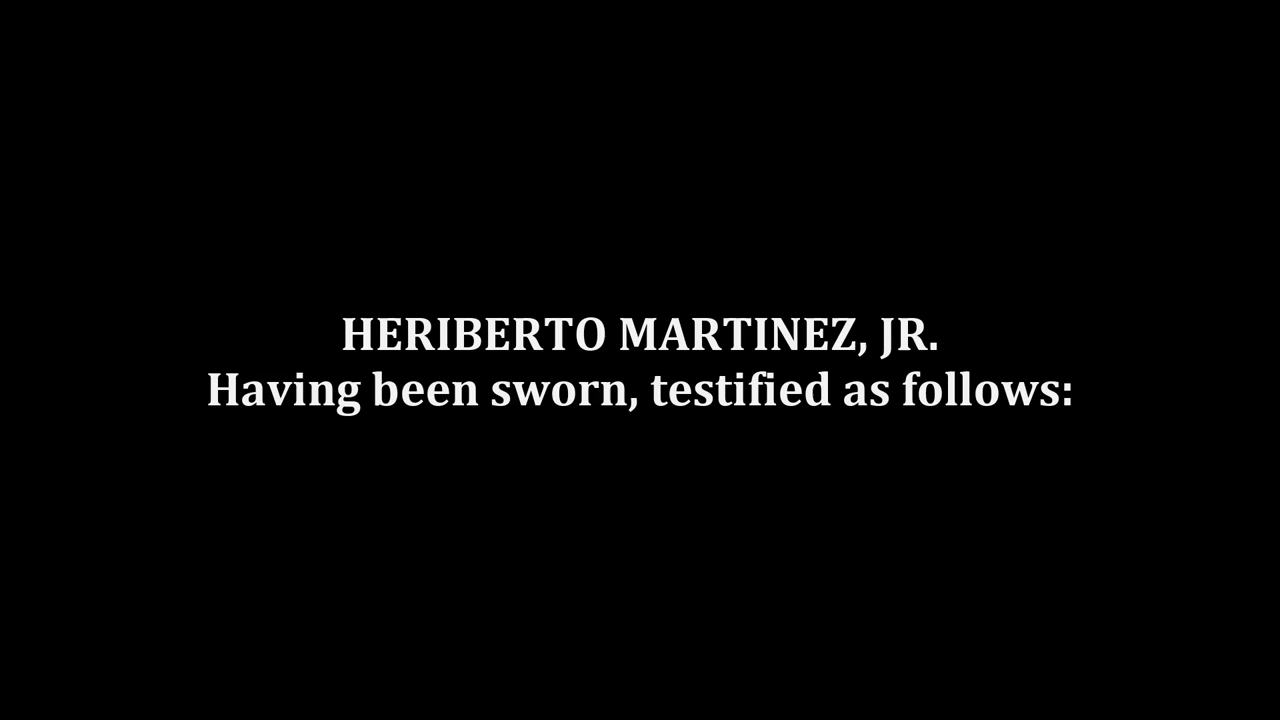 HERIBERTO MARTINEZ, JR.
Having been sworn, testified as follows: